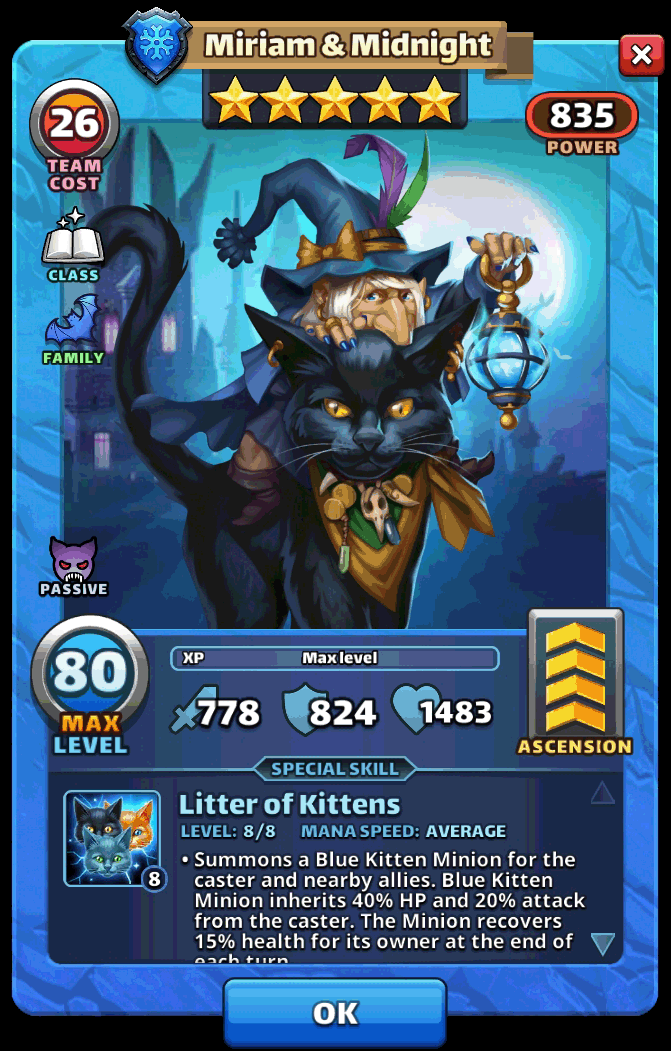 Miriam & Midnight
26
TEAM
COST
835
POWER
CLASS
FAMILY
PASSIVE
80
MAX
LEVEL
XP Max level
778 824 1483
ASCENSION
SPECIAL SKILL
Litter of Kittens
LEVEL: 8/8 MANA SPEED: AVERAGE
8
• Summons a Blue Kitten Minion for the
caster and nearby allies. Blue Kitten
Minion inherits 40% HP and 20% attack
from the caster. The Minion recovers
15% health for its owner at the end of
each turn
OK